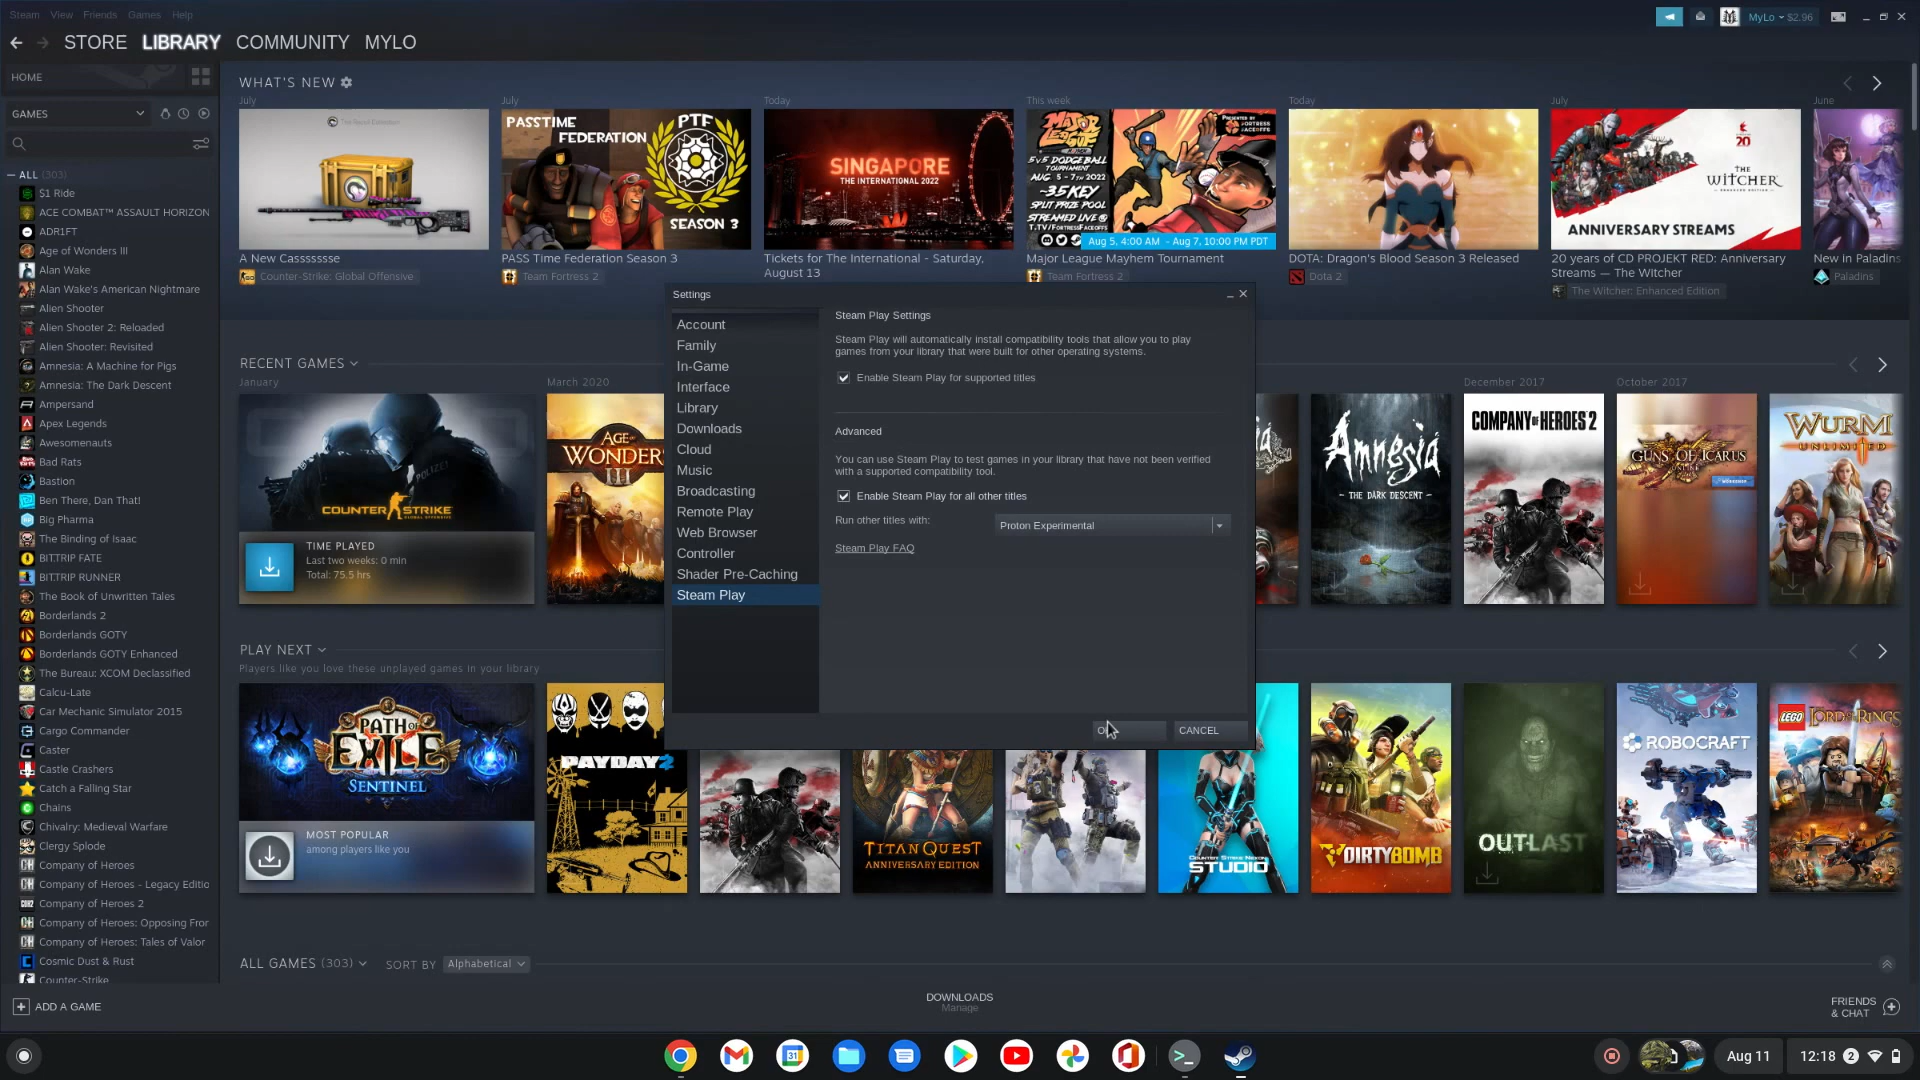 Steam View Friends Games Help
MyLo $2.96
STORE LIBRARY COMMUNITY MYLO
HOME
GAMES
ALL (303)
$1 Ride
ACE COMBAT™ ASSAULT HORIZON
ADR1FT
Age of Wonders III
Alan Wake
Alan Wake's American Nightmare
Alien Shooter
Alien Shooter 2: Reloaded
Alien Shooter: Revisited
Amnesia: A Machine for Pigs
Amnesia: The Dark Descent
Ampersand
Apex Legends
Awesomenauts
Bad Rats
Bastion
Ben There, Dan That!
Big Pharma
The Binding of Isaac
BIT.TRIP FATE
BIT.TRIP RUNNER
The Book of Unwritten Tales
Borderlands 2
Borderlands GOTY
Borderlands GOTY Enhanced
The Bureau: XCOM Declassified
Calcu-Late
Car Mechanic Simulator 2015
Cargo Commander
Caster
Castle Crashers
Catch a Falling Star
Chains
Chivalry: Medieval Warfare
Clergy Splode
Company of Heroes
Company of Heroes - Legacy Editio
Company of Heroes 2
Company of Heroes: Opposing Fron
Company of Heroes: Tales of Valor
Cosmic Dust & Rust
Counter-Strike
ADD A GAME
WHAT'S NEW
July
A New Casssssssse
Counter-Strike: Global Offensive
July
PASSTIME
FEDERATION
PTF
SEASON 3
PASS Time Federation Season 3
Team Fortress 2
Today
SINGAPORE
THE INTERNATIONAL 2022
Tickets for The International - Saturday,
August 13
This week
MAJOR
LEAGUE
MAYHEM
PRESENTED BY
FORTRESS
FACEOFFS
5V5 DODGEBALL
TOURNAMENT
AUG 5 - 7TH 2022
~35 KEY
SPLIT PRIZE POOL
STREAMED LIVE @
T.TV/FORTRESSFACEOFFS
Aug 5, 4:00 AM - Aug 7, 10:00 PM PDT
Major League Mayhem Tournament
Team Fortress 2
Today
DOTA: Dragon's Blood Season 3 Released
Dota 2
July
20
THE
WITCHER
ANNIVERSARY STREAMS
20 years of CD PROJEKT RED: Anniversary
Streams — The Witcher
The Witcher: Enhanced Edition
June
New in Paladins
Paladins
RECENT GAMES
January
COUNTER STRIKE
GLOBAL OFFENSIVE
TIME PLAYED
Last two weeks: 0 min
Total: 75.5 hrs
March 2020
AGE OF
WONDERS
III
AMNESIA
THE DARK DESCENT
December 2017
COMPANY OF HEROES 2
October 2017
GUNS OF ICARUS
ONLINE
WURM
UNLIMITED
PLAY NEXT
Players like you love these unplayed games in your library
PATH OF
EXILE
SENTINEL
MOST POPULAR
among players like you
PAYDAY 2
TITAN QUEST
ANNIVERSARY EDITION
COUNTER STRIKE NEXON
STUDIO
DIRTYBOMB
OUTLAST
ROBOCRAFT
LEGO
LORD OF THE RINGS
ALL GAMES (303)
SORT BY Alphabetical
DOWNLOADS
Manage
FRIENDS
& CHAT
Settings
Account
Family
In-Game
Interface
Library
Downloads
Cloud
Music
Broadcasting
Remote Play
Web Browser
Controller
Shader Pre-Caching
Steam Play
Steam Play Settings
Steam Play will automatically install compatibility tools that allow you to play
games from your library that were built for other operating systems.
Enable Steam Play for supported titles
Advanced
You can use Steam Play to test games in your library that have not been verified
with a supported compatibility tool.
Enable Steam Play for all other titles
Run other titles with: Proton Experimental
Steam Play FAQ
CANCEL
31
Aug 11
12:18 2